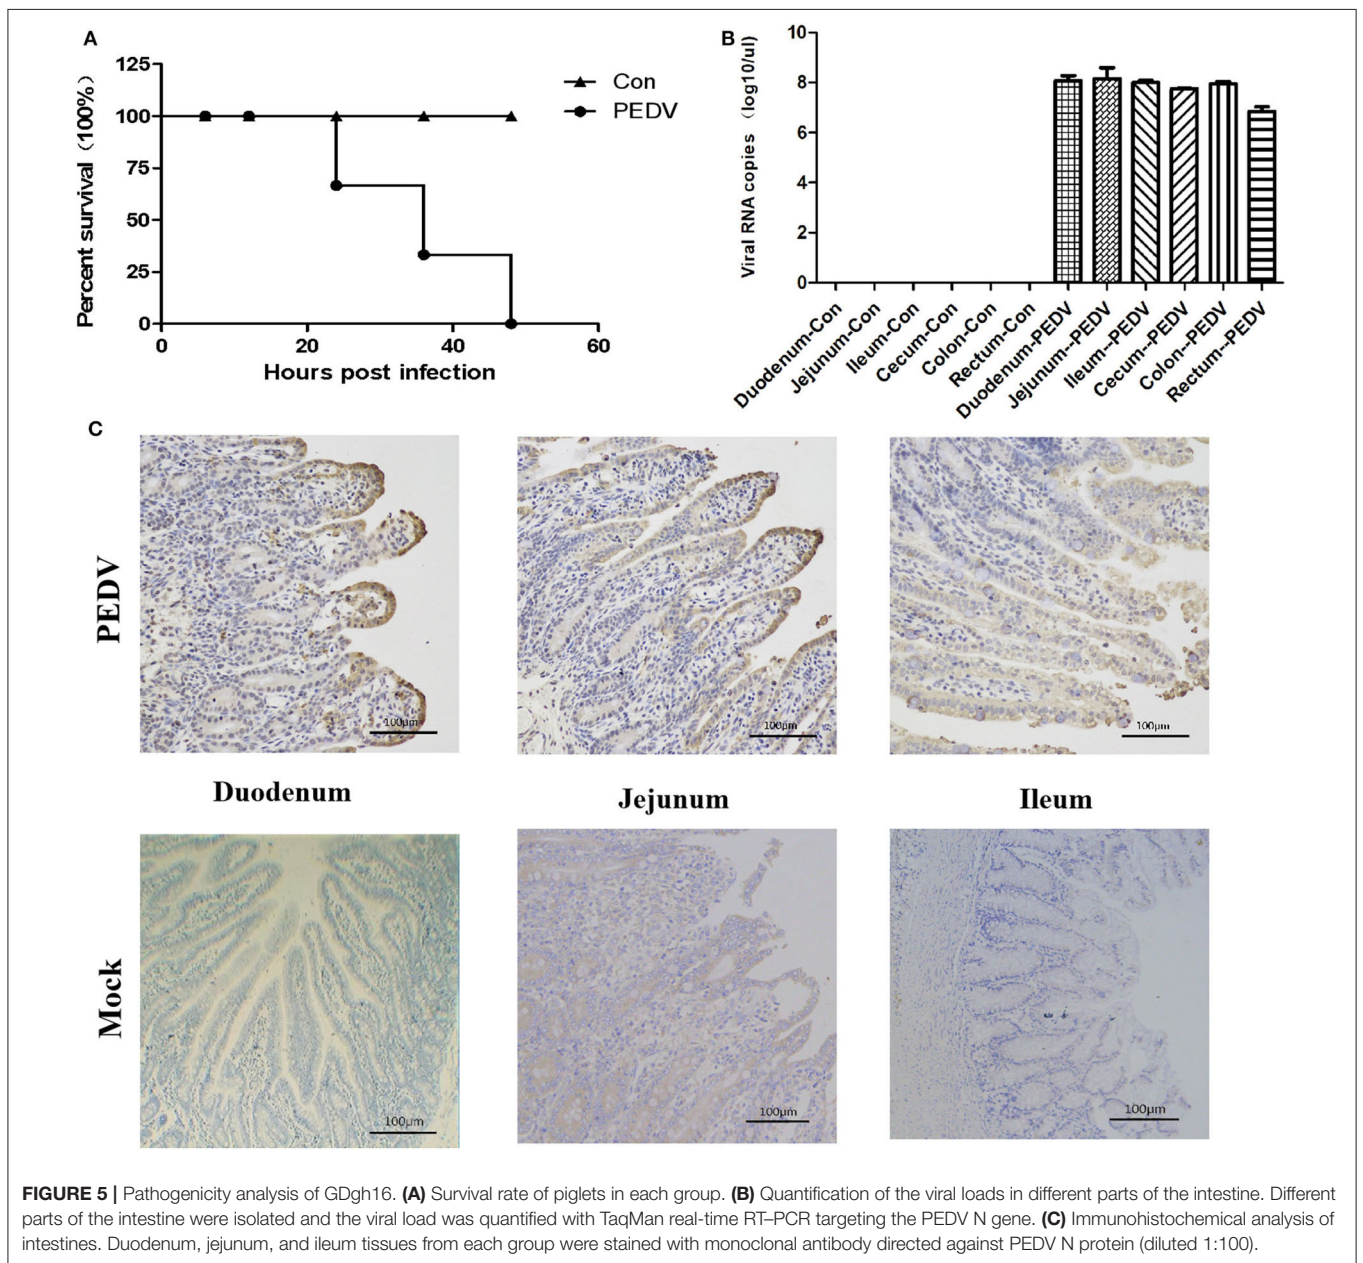 A
Percent survival (100%)
125
100
75
50
25
0
0 20 40 60
Hours post infection
Con
PEDV
B
Viral RNA copies (log10/ul)
10
8
6
4
2
0
Duodenum-Con
Jejunum-Con
Ileum-Con
Cecum-Con
Colon-Con
Rectum-Con
Duodenum-PEDV
Jejunum--PEDV
Ileum--PEDV
Cecum--PEDV
Colon--PEDV
Rectum--PEDV
C
PEDV
100μm
100μm
100μm
Duodenum
Jejunum
Ileum
Mock
100μm
100μm
100μm
FIGURE 5 | Pathogenicity analysis of GDgh16. (A) Survival rate of piglets in each group. (B) Quantification of the viral loads in different parts of the intestine. Different
parts of the intestine were isolated and the viral load was quantified with TaqMan real-time RT–PCR targeting the PEDV N gene. (C) Immunohistochemical analysis of
intestines. Duodenum, jejunum, and ileum tissues from each group were stained with monoclonal antibody directed against PEDV N protein (diluted 1:100).